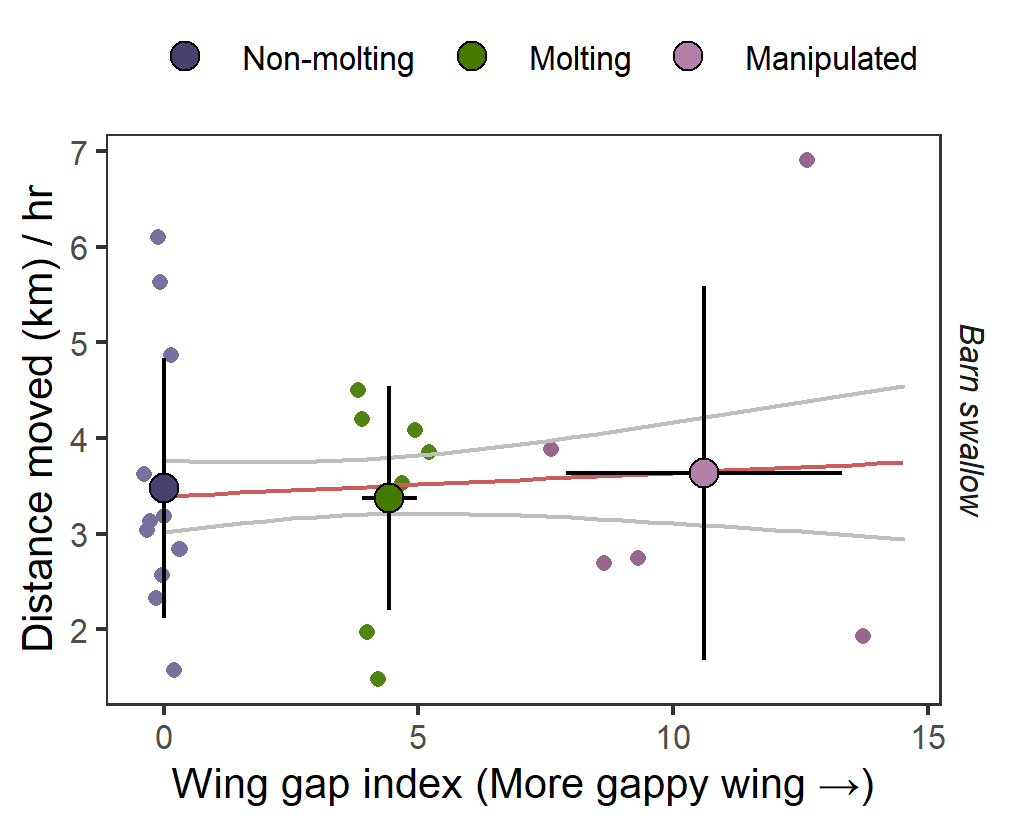 Non-molting Molting Manipulated
7
6
5
4
3
2
Distance moved (km) / hr
Barn swallow
0 5 10 15
Wing gap index (More gappy wing →)